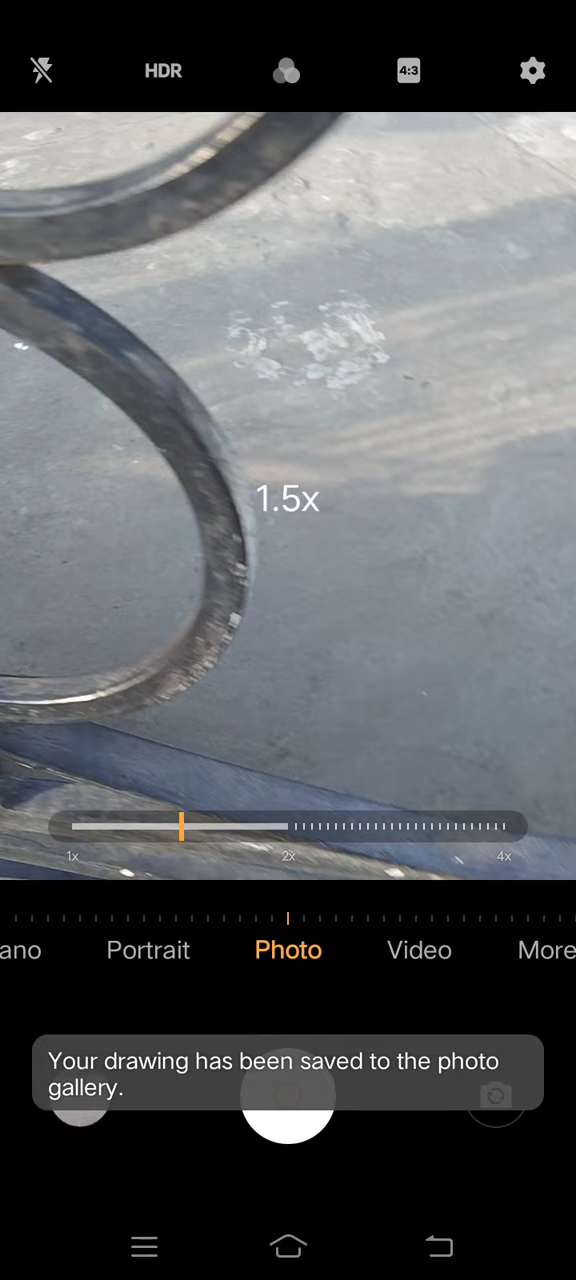 HDR
4:3
1.5x
1x 2x 4x
ano Portrait Photo Video More
Your drawing has been saved to the photo
gallery.